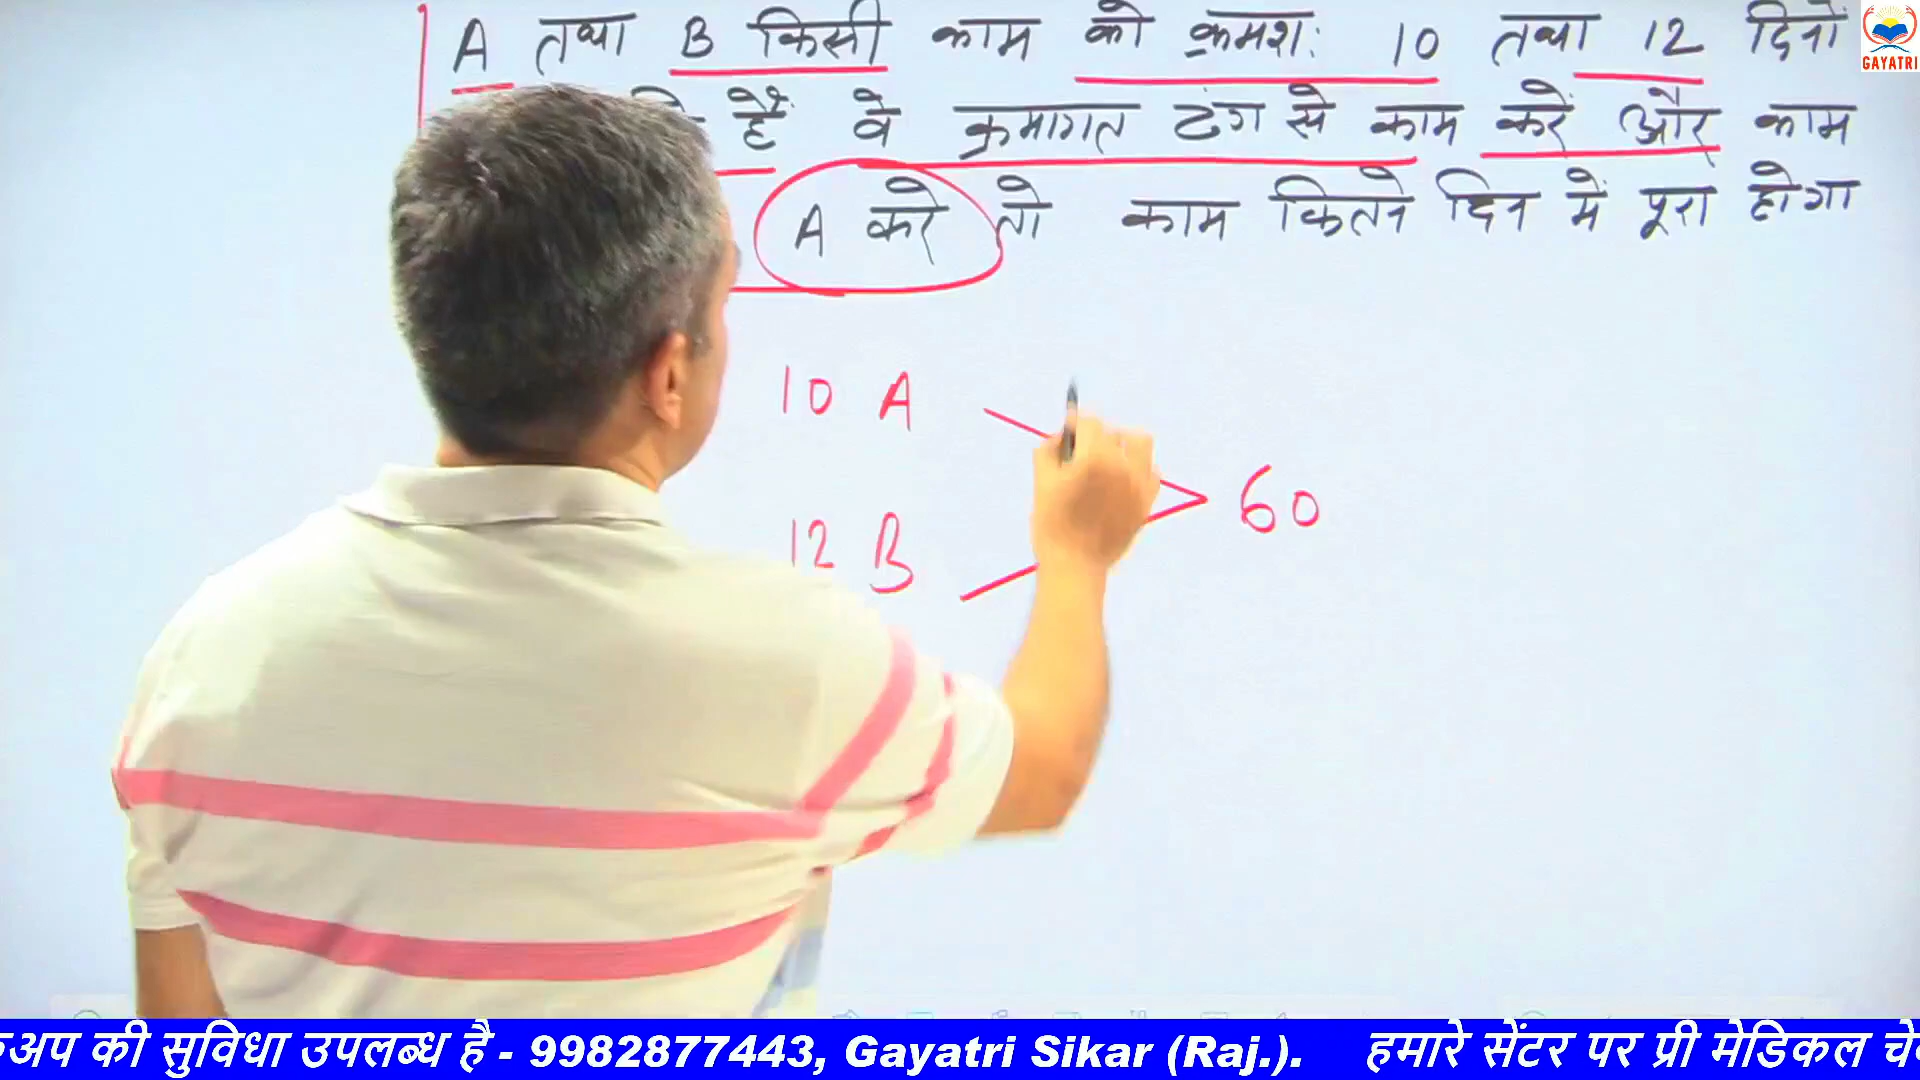 A तथा B किसी काम को क्रमशः 10 तथा 12 दिनों
है वे क्रमागत ढंग से काम करें और काम
A करे तो काम कितने दिन में पूरा होगा
10 A
60
12 B
GAYATRI
की सुविधा उपलब्ध है - 9982877443, Gayatri Sikar (Raj.). हमारे सेंटर पर प्री मेडिकल